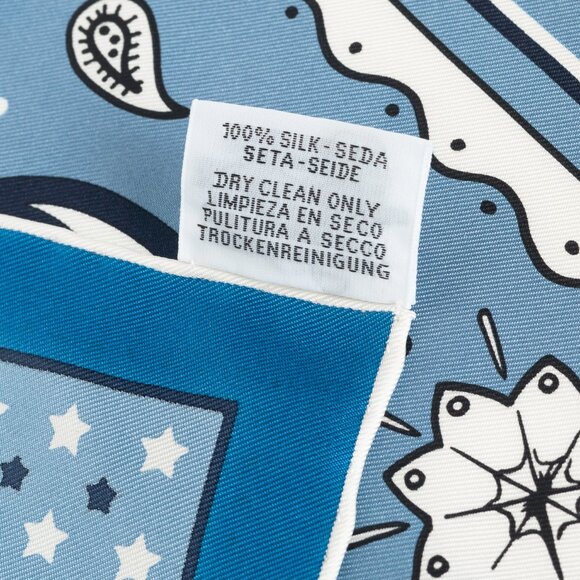 100% SILK-SEDA
SETA-SEIDE
DRY CLEAN ONLY
LIMPIEZA EN SECO
PULITURA A SECCO
TROCKENREINIGUNG